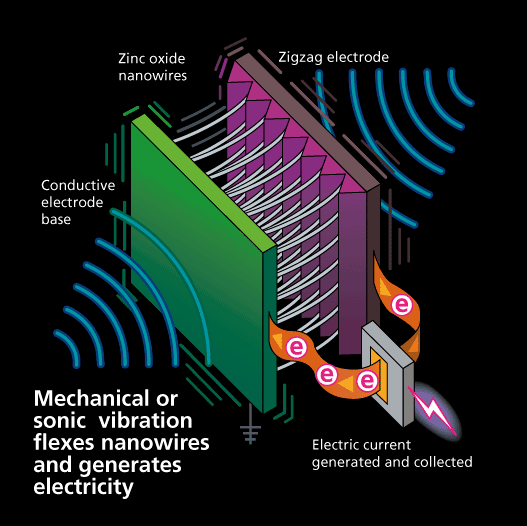 Zinc oxide
nanowires
Zigzag electrode
Conductive
electrode
base
e
e
e
e
Mechanical or
sonic vibration
flexes nanowires
and generates
electricity
Electric current
generated and collected